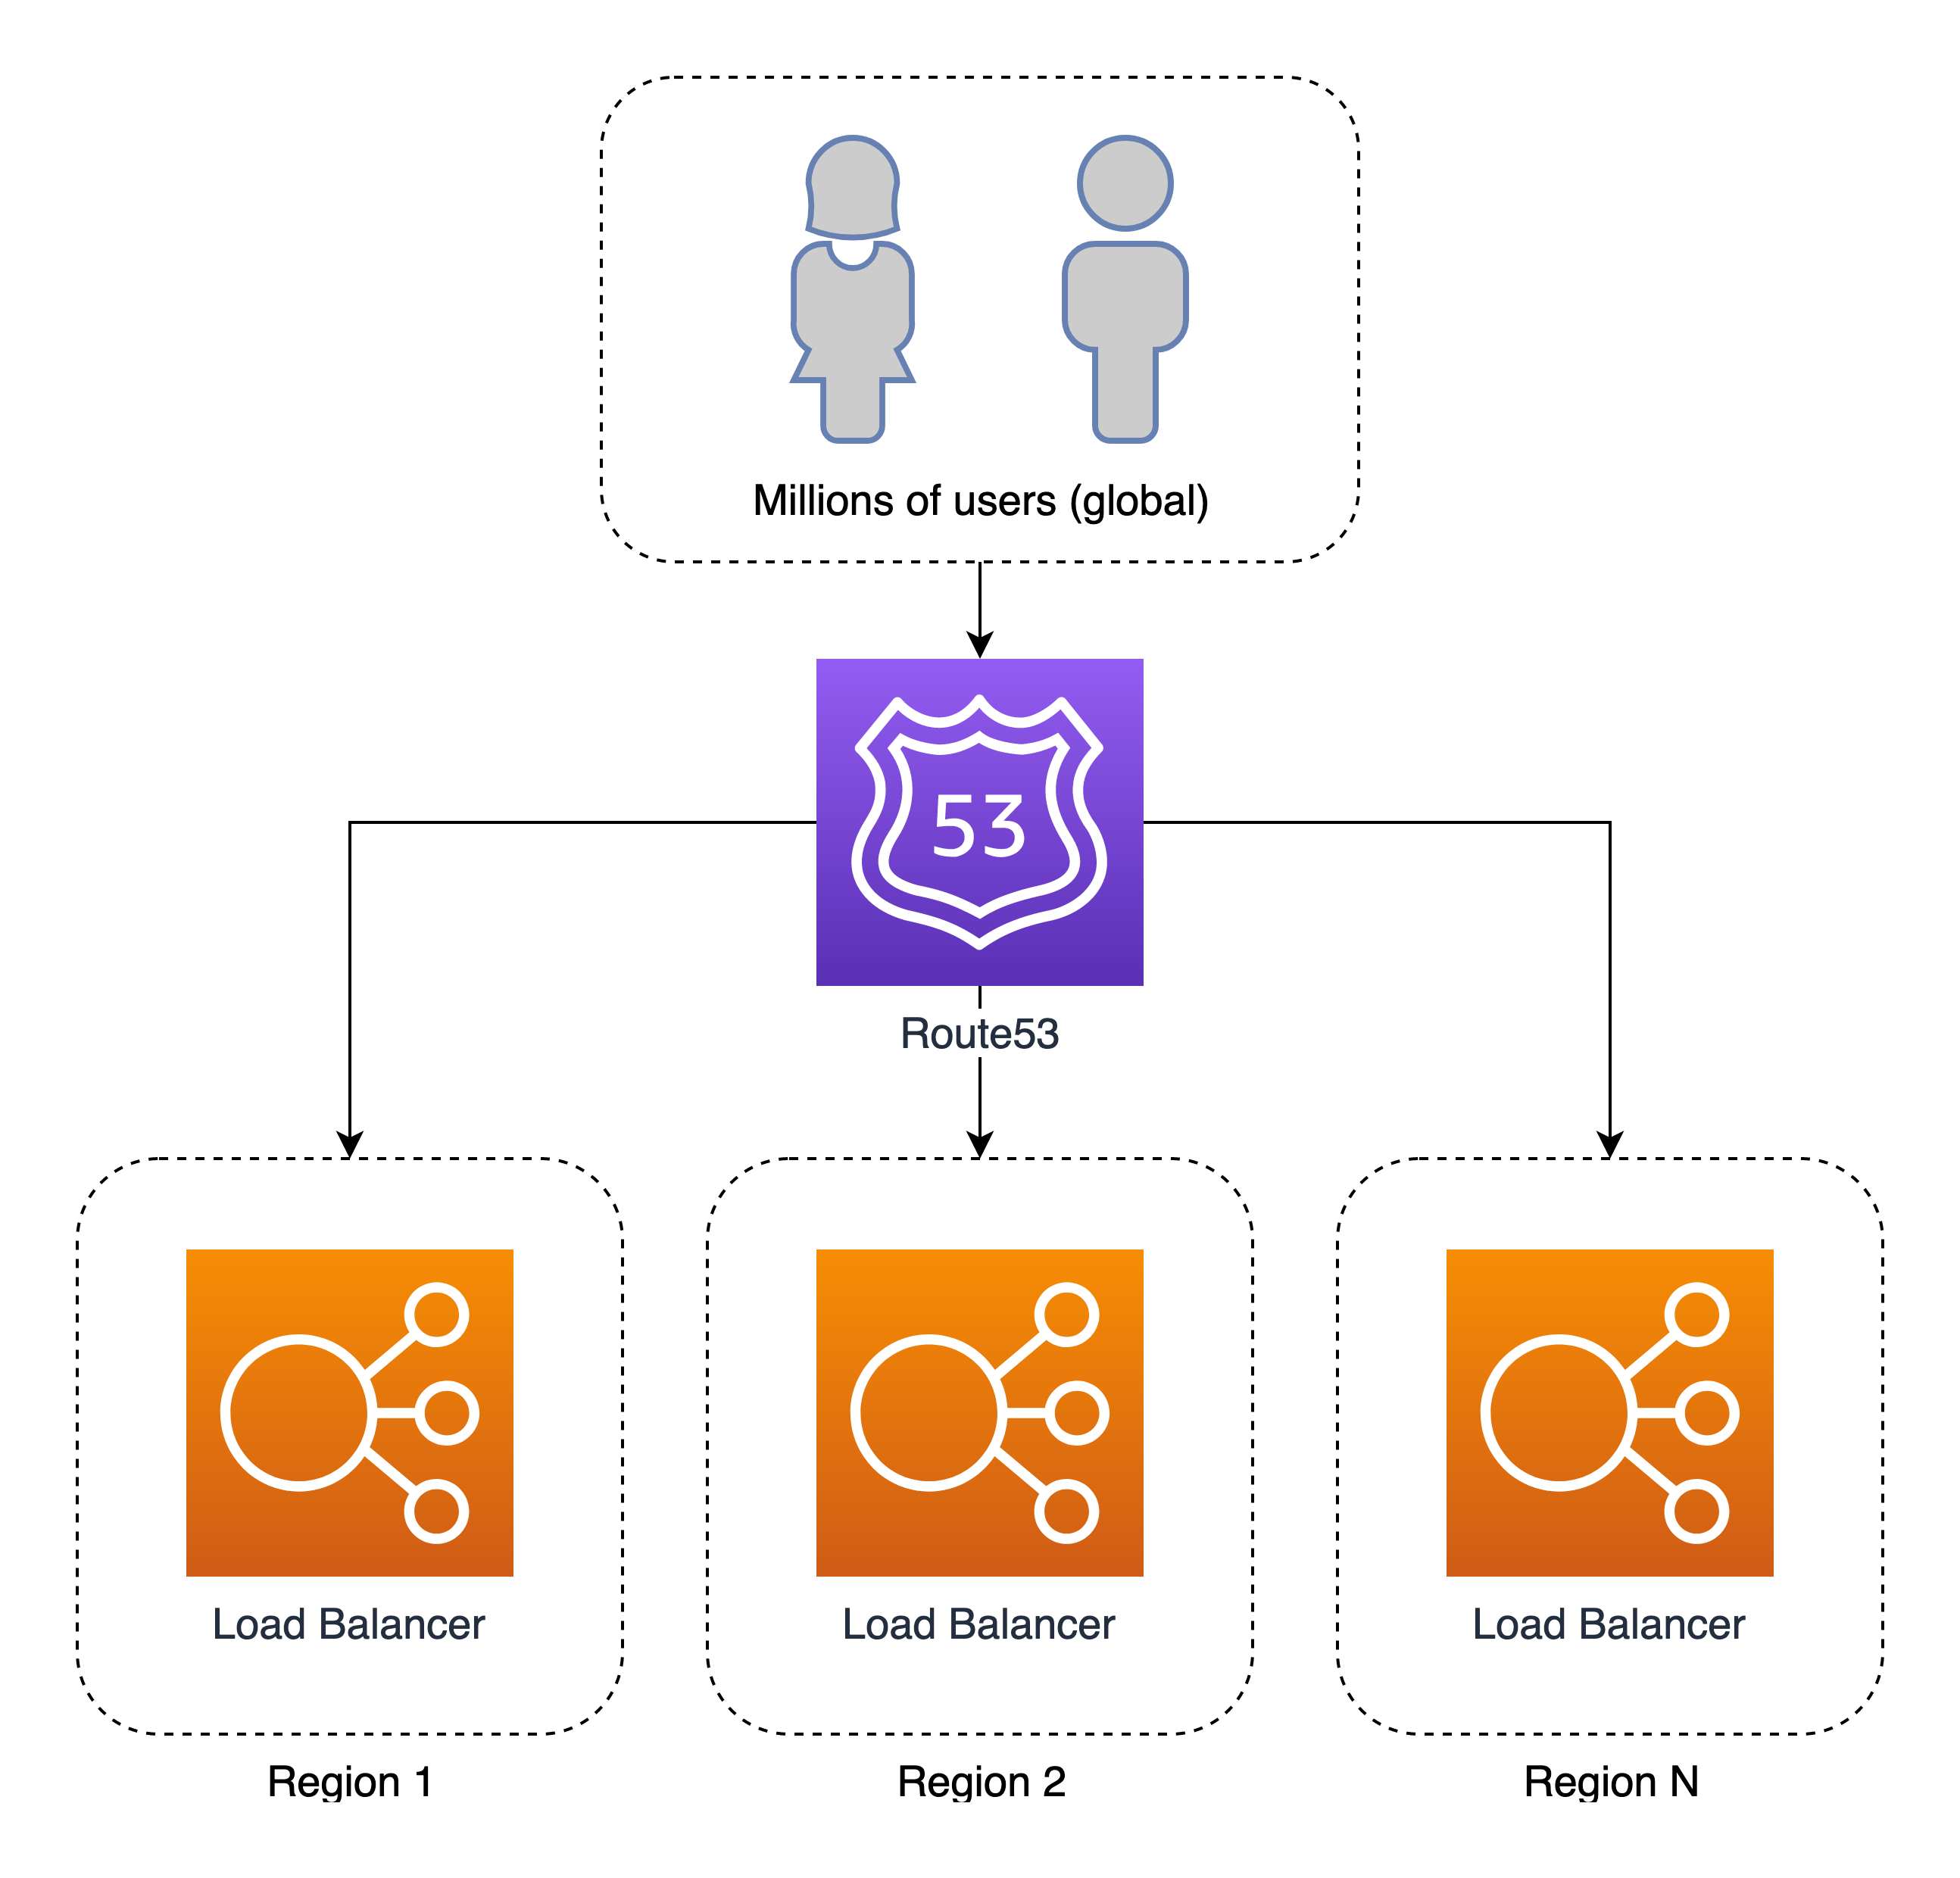 Millions of users (global)
53
Route53
Load Balancer
Load Balancer
Load Balancer
Region 1
Region 2
Region N